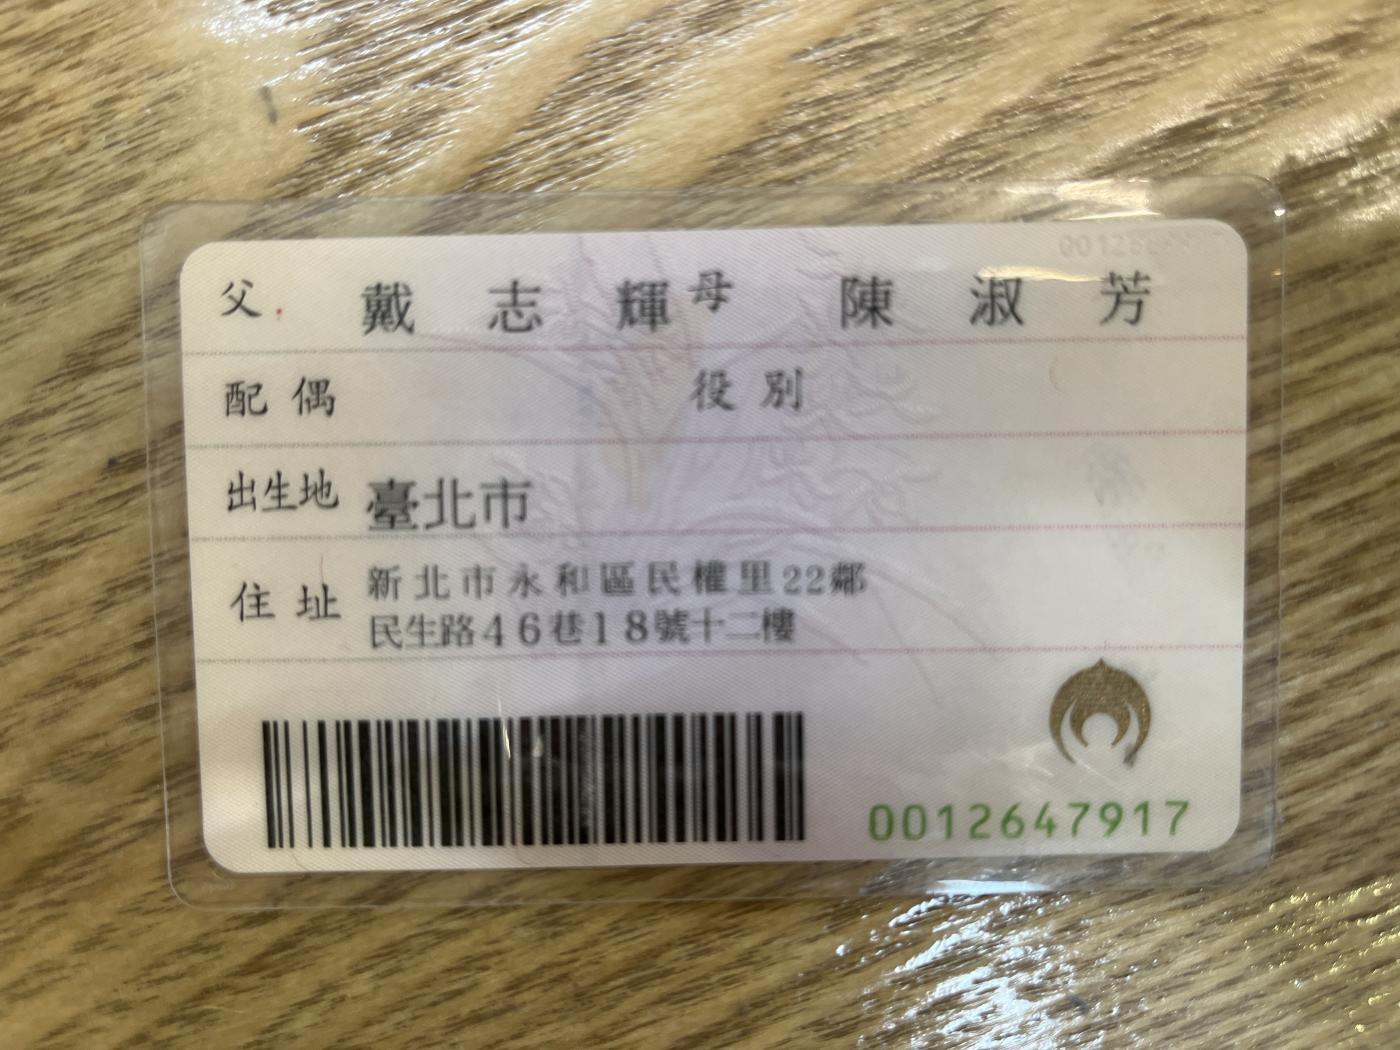 父 戴志輝 母 陳淑芳
配偶 役別
出生地 臺北市
住址 新北市永和區民權里22鄰
民生路46巷18號十二樓
0012647917